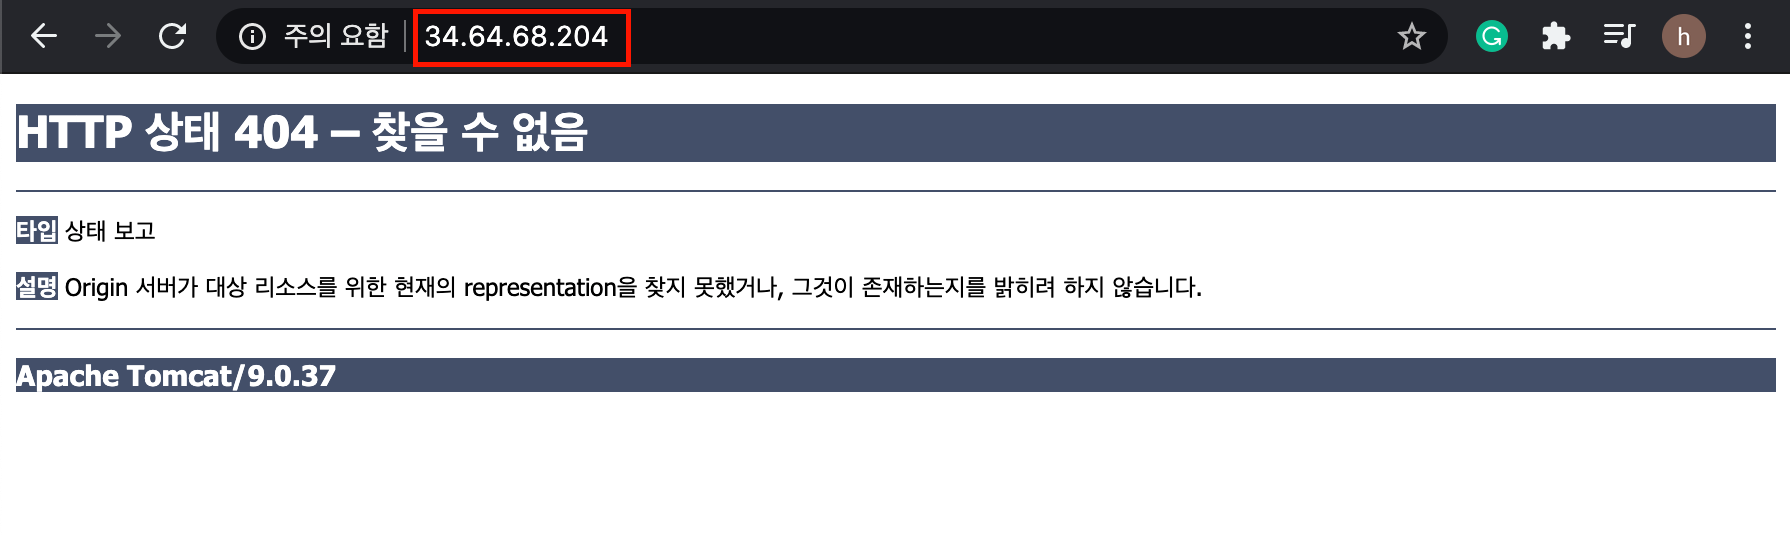 주의 요함 34.64.68.204
G
h
HTTP 상태 404 – 찾을 수 없음
타입 상태 보고
설명 Origin 서버가 대상 리소스를 위한 현재의 representation을 찾지 못했거나, 그것이 존재하는지를 밝히려 하지 않습니다.
Apache Tomcat/9.0.37